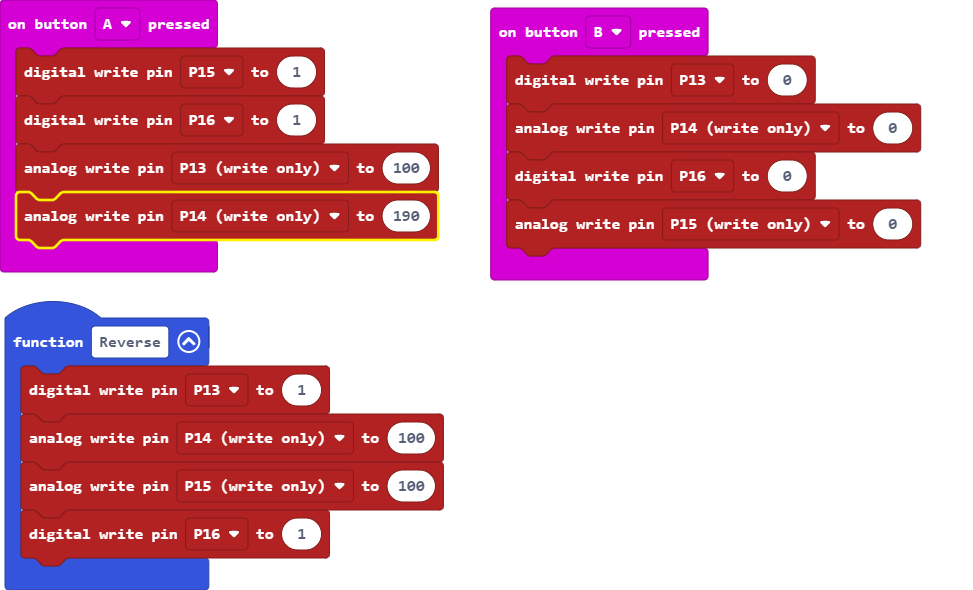 on button A pressed
digital write pin P15 to 1
digital write pin P16 to 1
analog write pin P13 (write only) to 100
analog write pin P14 (write only) to 190
on button B pressed
digital write pin P13 to 0
analog write pin P14 (write only) to 0
digital write pin P16 to 0
analog write pin P15 (write only) to 0
function Reverse
digital write pin P13 to 1
analog write pin P14 (write only) to 100
analog write pin P15 (write only) to 100
digital write pin P16 to 1